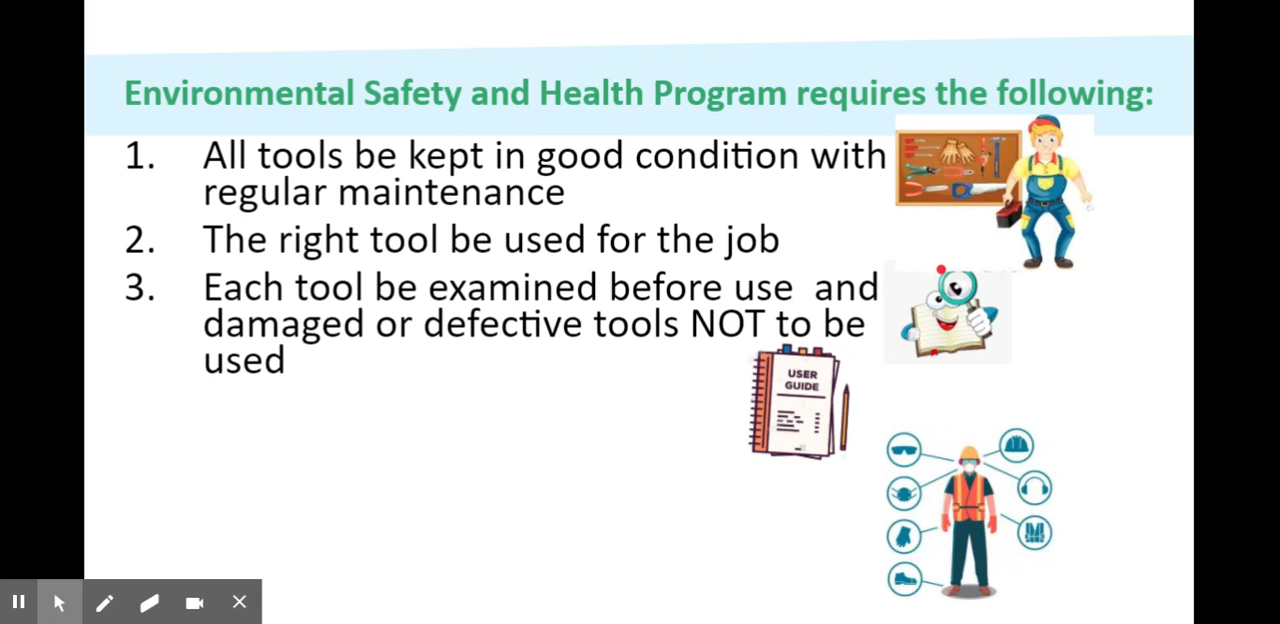 Environmental Safety and Health Program requires the following:
1. All tools be kept in good condition with
regular maintenance
2. The right tool be used for the job
3. Each tool be examined before use  and
damaged or defective tools NOT to be
used
USER
GUIDE